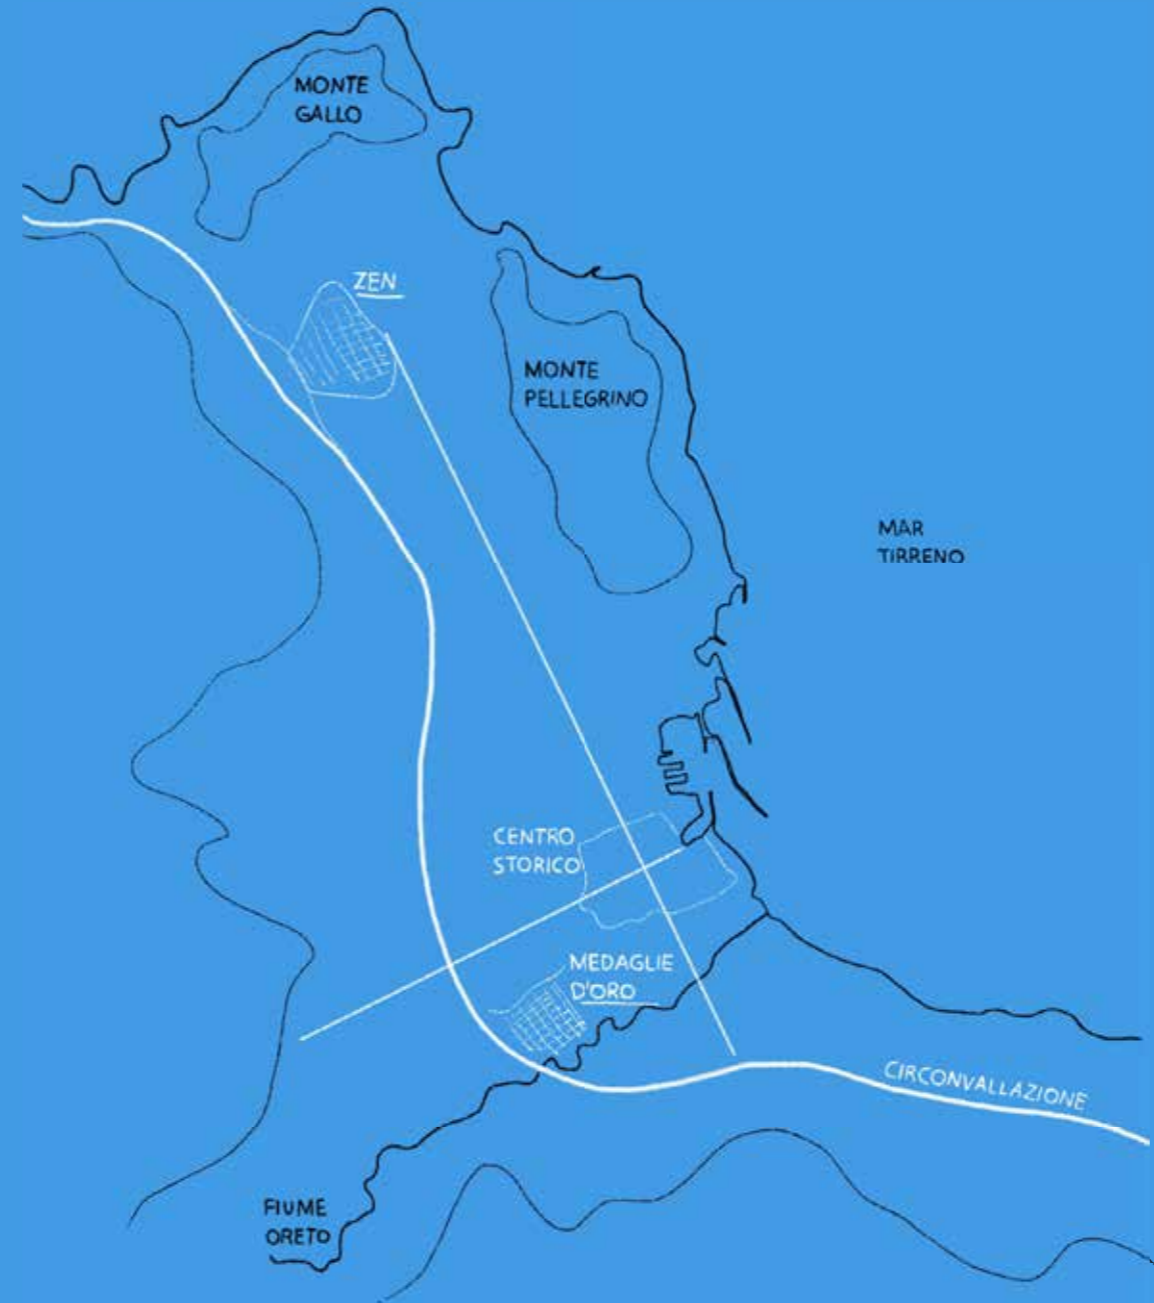 MONTE
GALLO
ZEN
MONTE
PELLEGRINO
MAR
TIRRENO
CENTRO
STORICO
MEDAGLIE
D'ORO
CIRCONVALLAZIONE
FIUME
ORETO